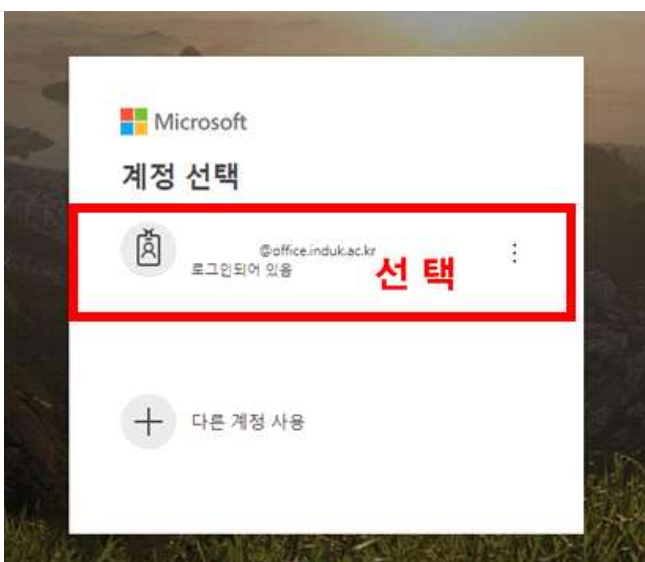 Microsoft
계정 선택
@office.induk.ac.kr
로그인되어 있음
선 택
다른 계정 사용